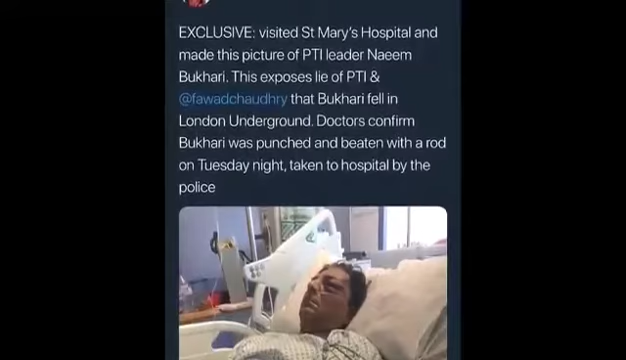 EXCLUSIVE: visited St Mary's Hospital and
made this picture of PTI leader Naeem
Bukhari. This exposes lie of PTI &
@fawadchaudhry that Bukhari fell in
London Underground. Doctors confirm
Bukhari was punched and beaten with a rod
on Tuesday night, taken to hospital by the
police